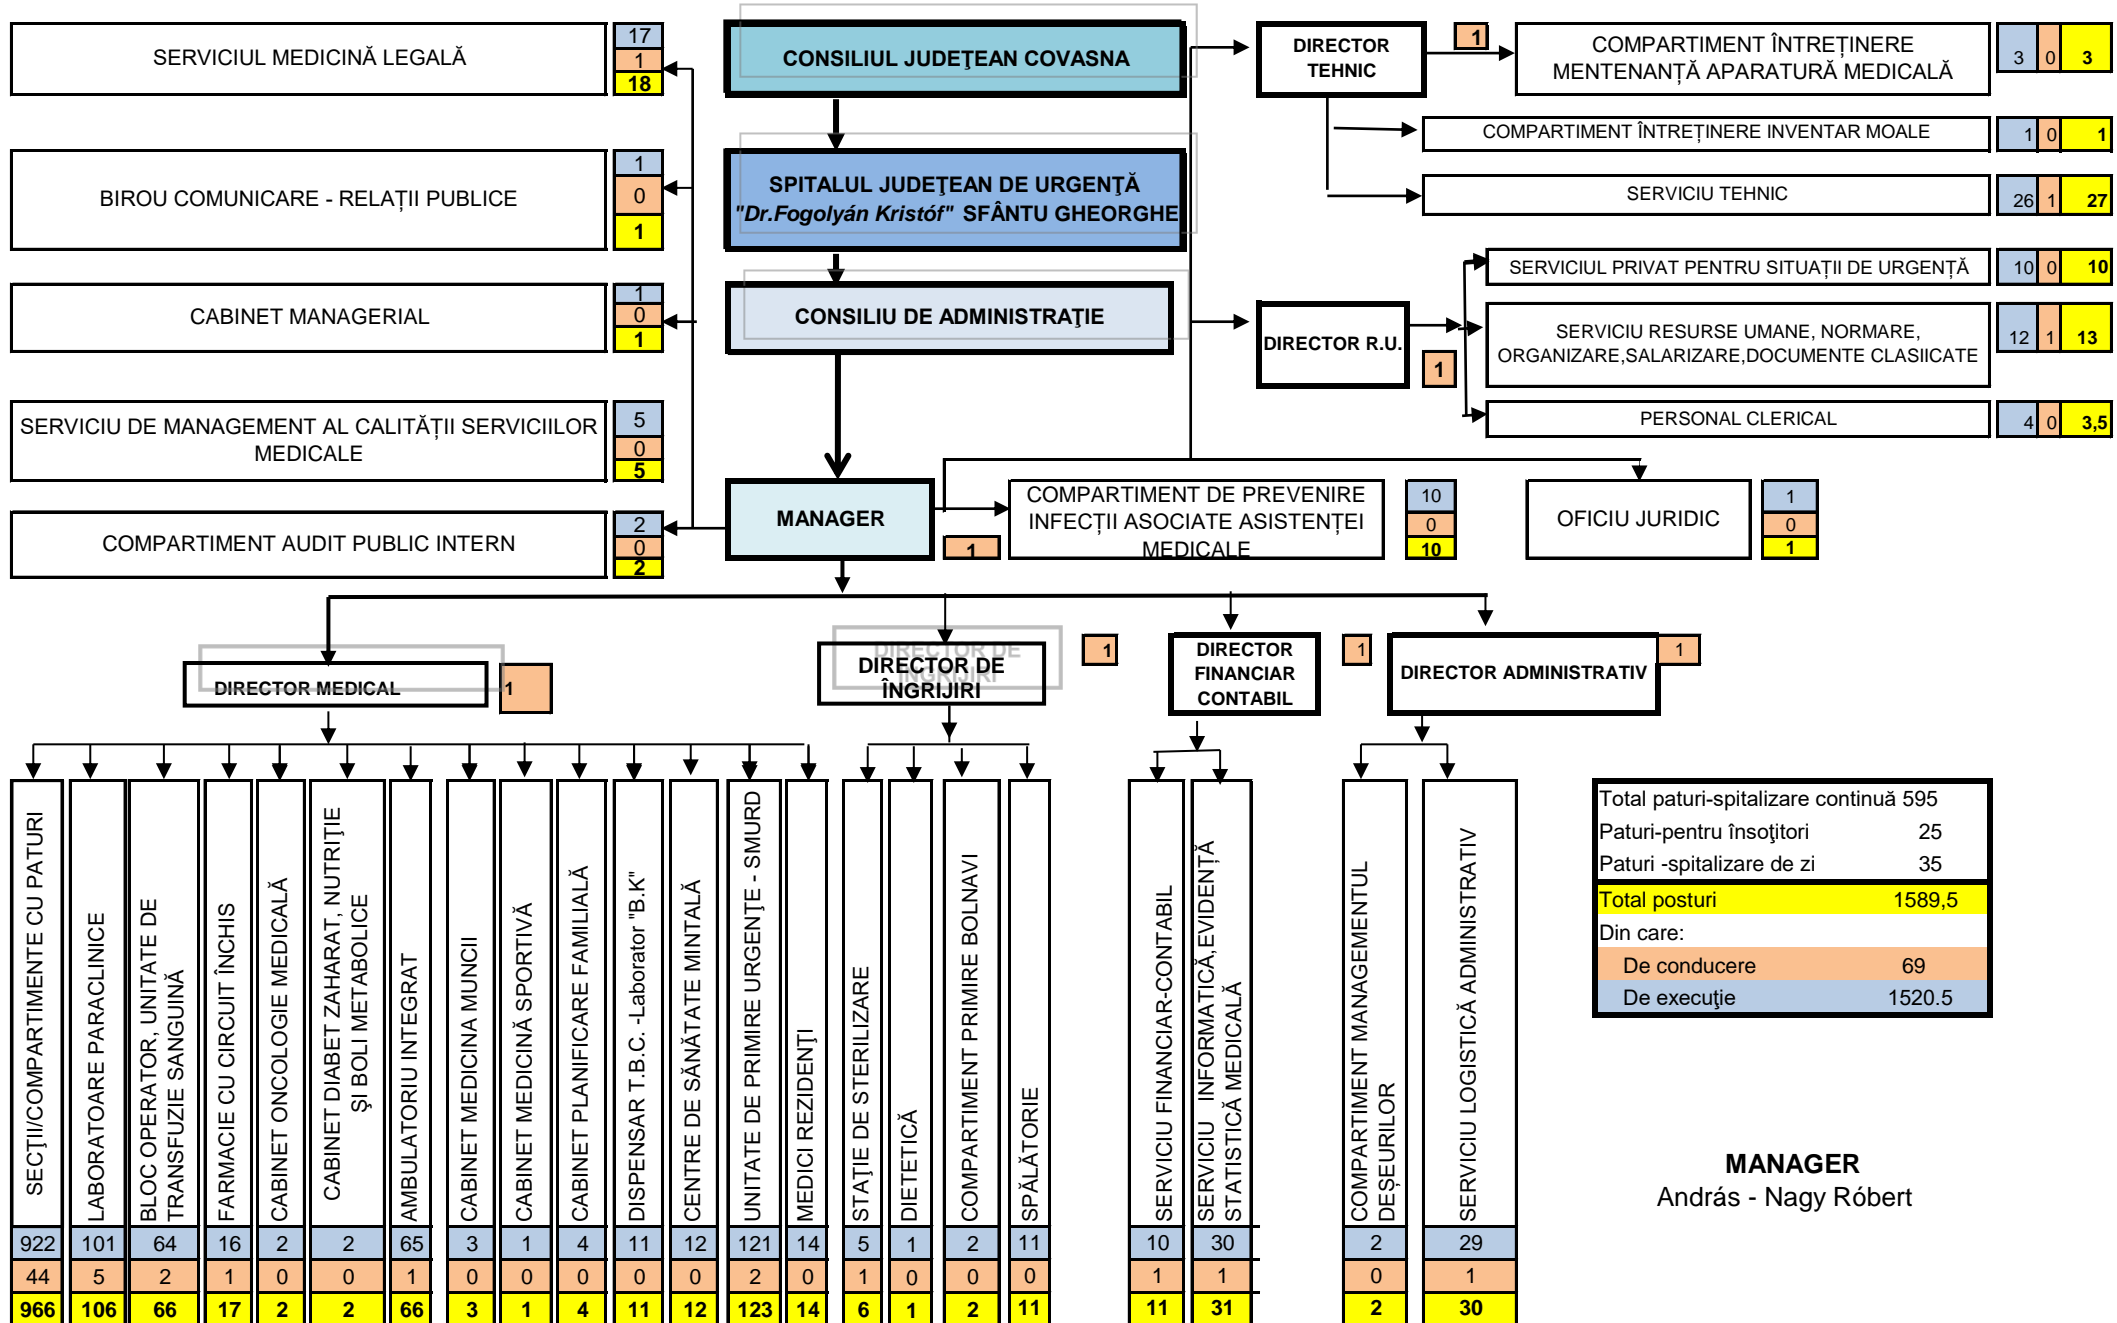 SERVICIUL MEDICINĂ LEGALĂ
17
1
18
BIROU COMUNICARE - RELAȚII PUBLICE
1
0
1
CABINET MANAGERIAL
1
0
1
SERVICIU DE MANAGEMENT AL CALITĂȚII SERVICIILOR
MEDICALE
5
0
5
COMPARTIMENT AUDIT PUBLIC INTERN
2
0
2
CONSILIUL JUDEŢEAN COVASNA
SPITALUL JUDEŢEAN DE URGENŢĂ
"Dr.Fogolyán Kristóf" SFÂNTU GHEORGHE
CONSILIU DE ADMINISTRAŢIE
MANAGER
1
COMPARTIMENT DE PREVENIRE
INFECȚII ASOCIATE ASISTENȚEI
MEDICALE
10
0
10
OFICIU JURIDIC
1
0
1
DIRECTOR
TEHNIC
1
COMPARTIMENT ÎNTREȚINERE
MENTENANȚĂ APARATURĂ MEDICALĂ
3 0 3
COMPARTIMENT ÎNTREȚINERE INVENTAR MOALE
1 0 1
SERVICIU TEHNIC
26 1 27
DIRECTOR R.U.
1
SERVICIUL PRIVAT PENTRU SITUAȚII DE URGENȚĂ
10 0 10
SERVICIU RESURSE UMANE, NORMARE,
ORGANIZARE,SALARIZARE,DOCUMENTE CLASIICATE
12 1 13
PERSONAL CLERICAL
4 0 3,5
DIRECTOR MEDICAL
1
DIRECTOR DE
ÎNGRIJIRI
1
DIRECTOR
FINANCIAR
CONTABIL
1
DIRECTOR ADMINISTRATIV
1
SECŢII/COMPARTIMENTE CU PATURI
922
44
966
LABORATOARE PARACLINICE
101
5
106
BLOC OPERATOR, UNITATE DE
TRANSFUZIE SANGUINĂ
64
2
66
FARMACIE CU CIRCUIT ÎNCHIS
16
1
17
CABINET ONCOLOGIE MEDICALĂ
2
0
2
CABINET DIABET ZAHARAT, NUTRIŢIE
ŞI BOLI METABOLICE
2
0
2
AMBULATORIU INTEGRAT
65
1
66
CABINET MEDICINA MUNCII
3
0
3
CABINET MEDICINĂ SPORTIVĂ
1
0
1
CABINET PLANIFICARE FAMILIALĂ
4
0
4
DISPENSAR T.B.C. -Laborator "B.K"
11
0
11
CENTRE DE SĂNĂTATE MINTALĂ
12
0
12
UNITATE DE PRIMIRE URGENŢE - SMURD
121
2
123
MEDICI REZIDENŢI
14
0
14
STAŢIE DE STERILIZARE
5
1
6
DIETETICĂ
1
0
1
COMPARTIMENT PRIMIRE BOLNAVI
2
0
2
SPĂLĂTORIE
11
0
11
SERVICIU FINANCIAR-CONTABIL
10
1
11
SERVICIU INFORMATICĂ,EVIDENȚĂ
STATISTICĂ MEDICALĂ
30
1
31
COMPARTIMENT MANAGEMENTUL
DEȘEURILOR
2
0
2
SERVICIU LOGISTICĂ ADMINISTRATIV
29
1
30
Total paturi-spitalizare continuă 595
Paturi-pentru însoţitori 25
Paturi -spitalizare de zi 35
Total posturi 1589,5
Din care:
De conducere 69
De execuţie 1520.5
MANAGER
András - Nagy Róbert